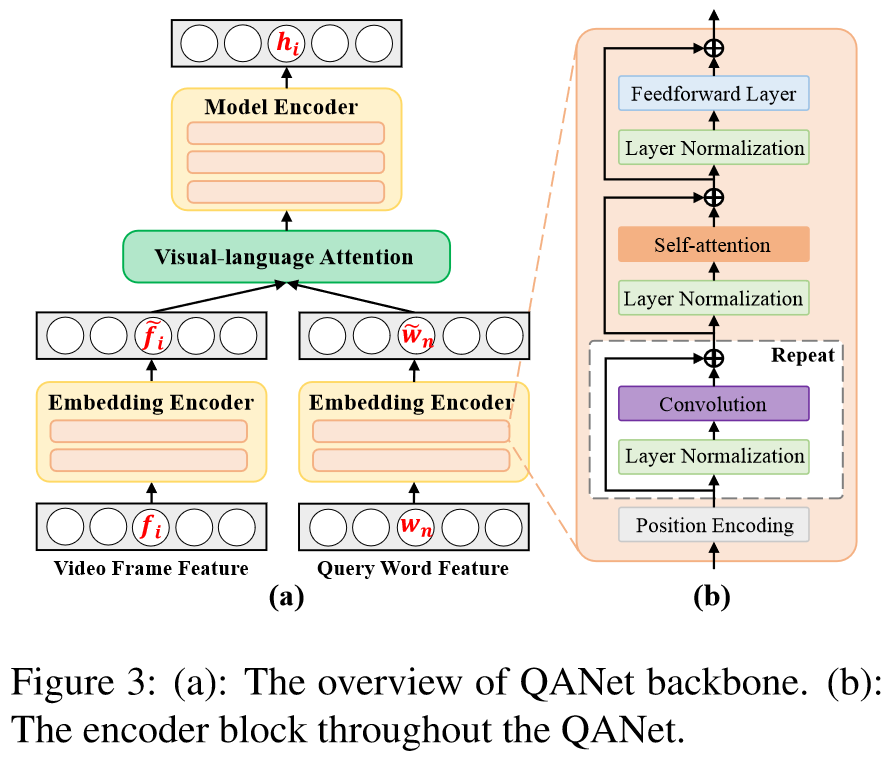 h_i
Model Encoder
Visual-language Attention
f̃_i
w̃_n
Embedding Encoder
Embedding Encoder
f_i
w_n
Video Frame Feature
Query Word Feature
(a)
Feedforward Layer
Layer Normalization
Self-attention
Layer Normalization
Repeat
Convolution
Layer Normalization
Position Encoding
(b)
Figure 3: (a): The overview of QANet backbone. (b):
The encoder block throughout the QANet.